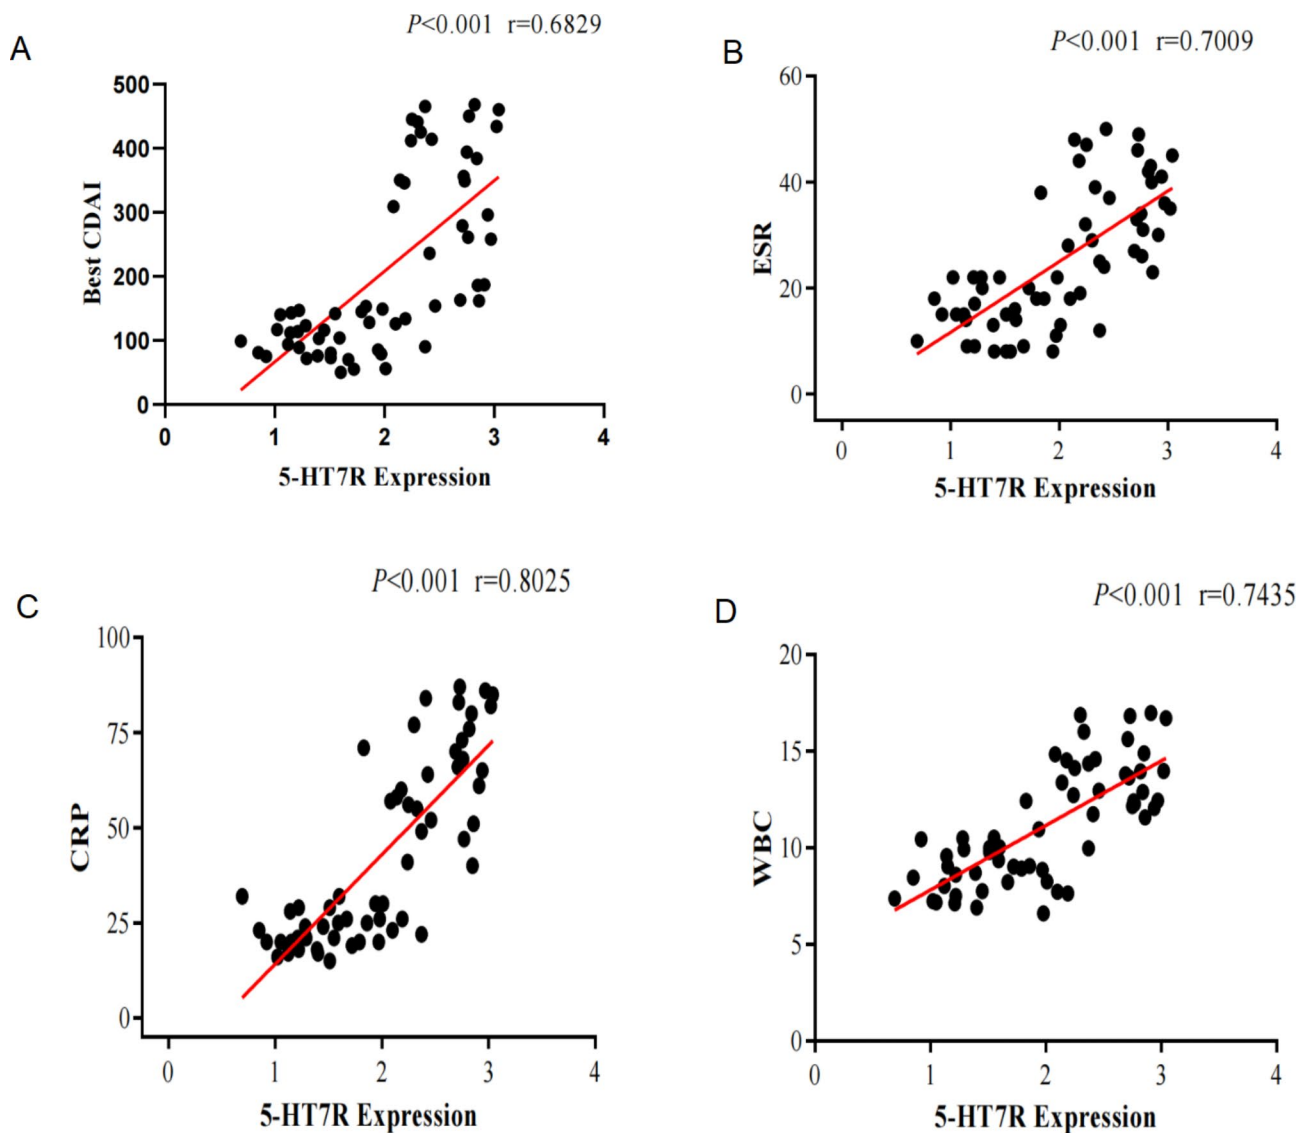 A
P<0.001 r=0.6829
500
400
300
200
100
0
Best CDAI
0 1 2 3 4
5-HT7R Expression
B
P<0.001 r=0.7009
60
40
20
0
ESR
0 1 2 3 4
5-HT7R Expression
C
P<0.001 r=0.8025
100
75
50
25
0
CRP
0 1 2 3 4
5-HT7R Expression
D
P<0.001 r=0.7435
20
15
10
5
0
WBC
0 1 2 3 4
5-HT7R Expression